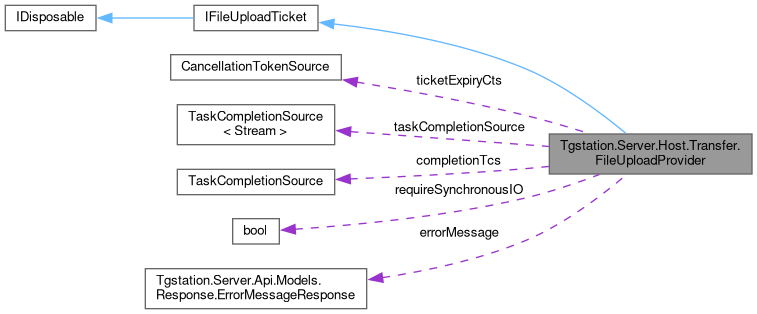 IDisposable
IFileUploadTicket
CancellationTokenSource
ticketExpiryCts
TaskCompletionSource
< Stream >
taskCompletionSource
Tgstation.Server.Host.Transfer.
FileUploadProvider
completionTcs
TaskCompletionSource
requireSynchronousIO
bool
errorMessage
Tgstation.Server.Api.Models.
Response.ErrorMessageResponse